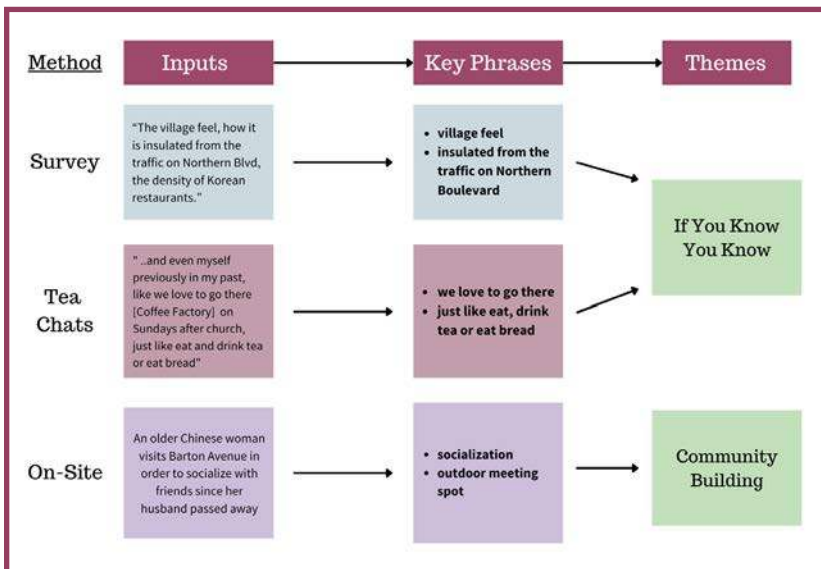 Method
Inputs
Key Phrases
Themes
Survey
“The village feel, how it
is insulated from the
traffic on Northern Blvd,
the density of Korean
restaurants.”
• village feel
• insulated from the
traffic on Northern
Boulevard
If You Know
You Know
Tea
Chats
" ..and even myself
previously in my past,
like we love to go there
[Coffee Factory] on
Sundays after church,
just like eat and drink tea
or eat bread”
• we love to go there
• just like eat, drink
tea or eat bread
On-Site
An older Chinese woman
visits Barton Avenue in
order to socialize with
friends since her
husband passed away
• socialization
• outdoor meeting
spot
Community
Building